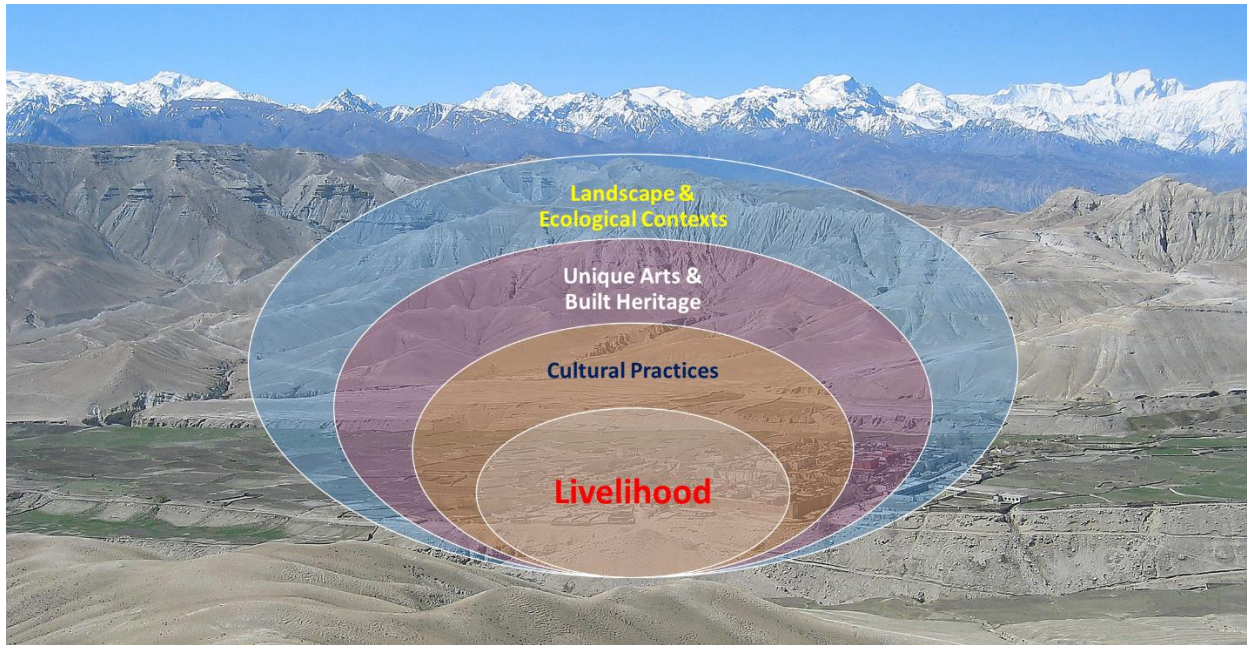 Landscape &
Ecological Contexts
Unique Arts &
Built Heritage
Cultural Practices
Livelihood